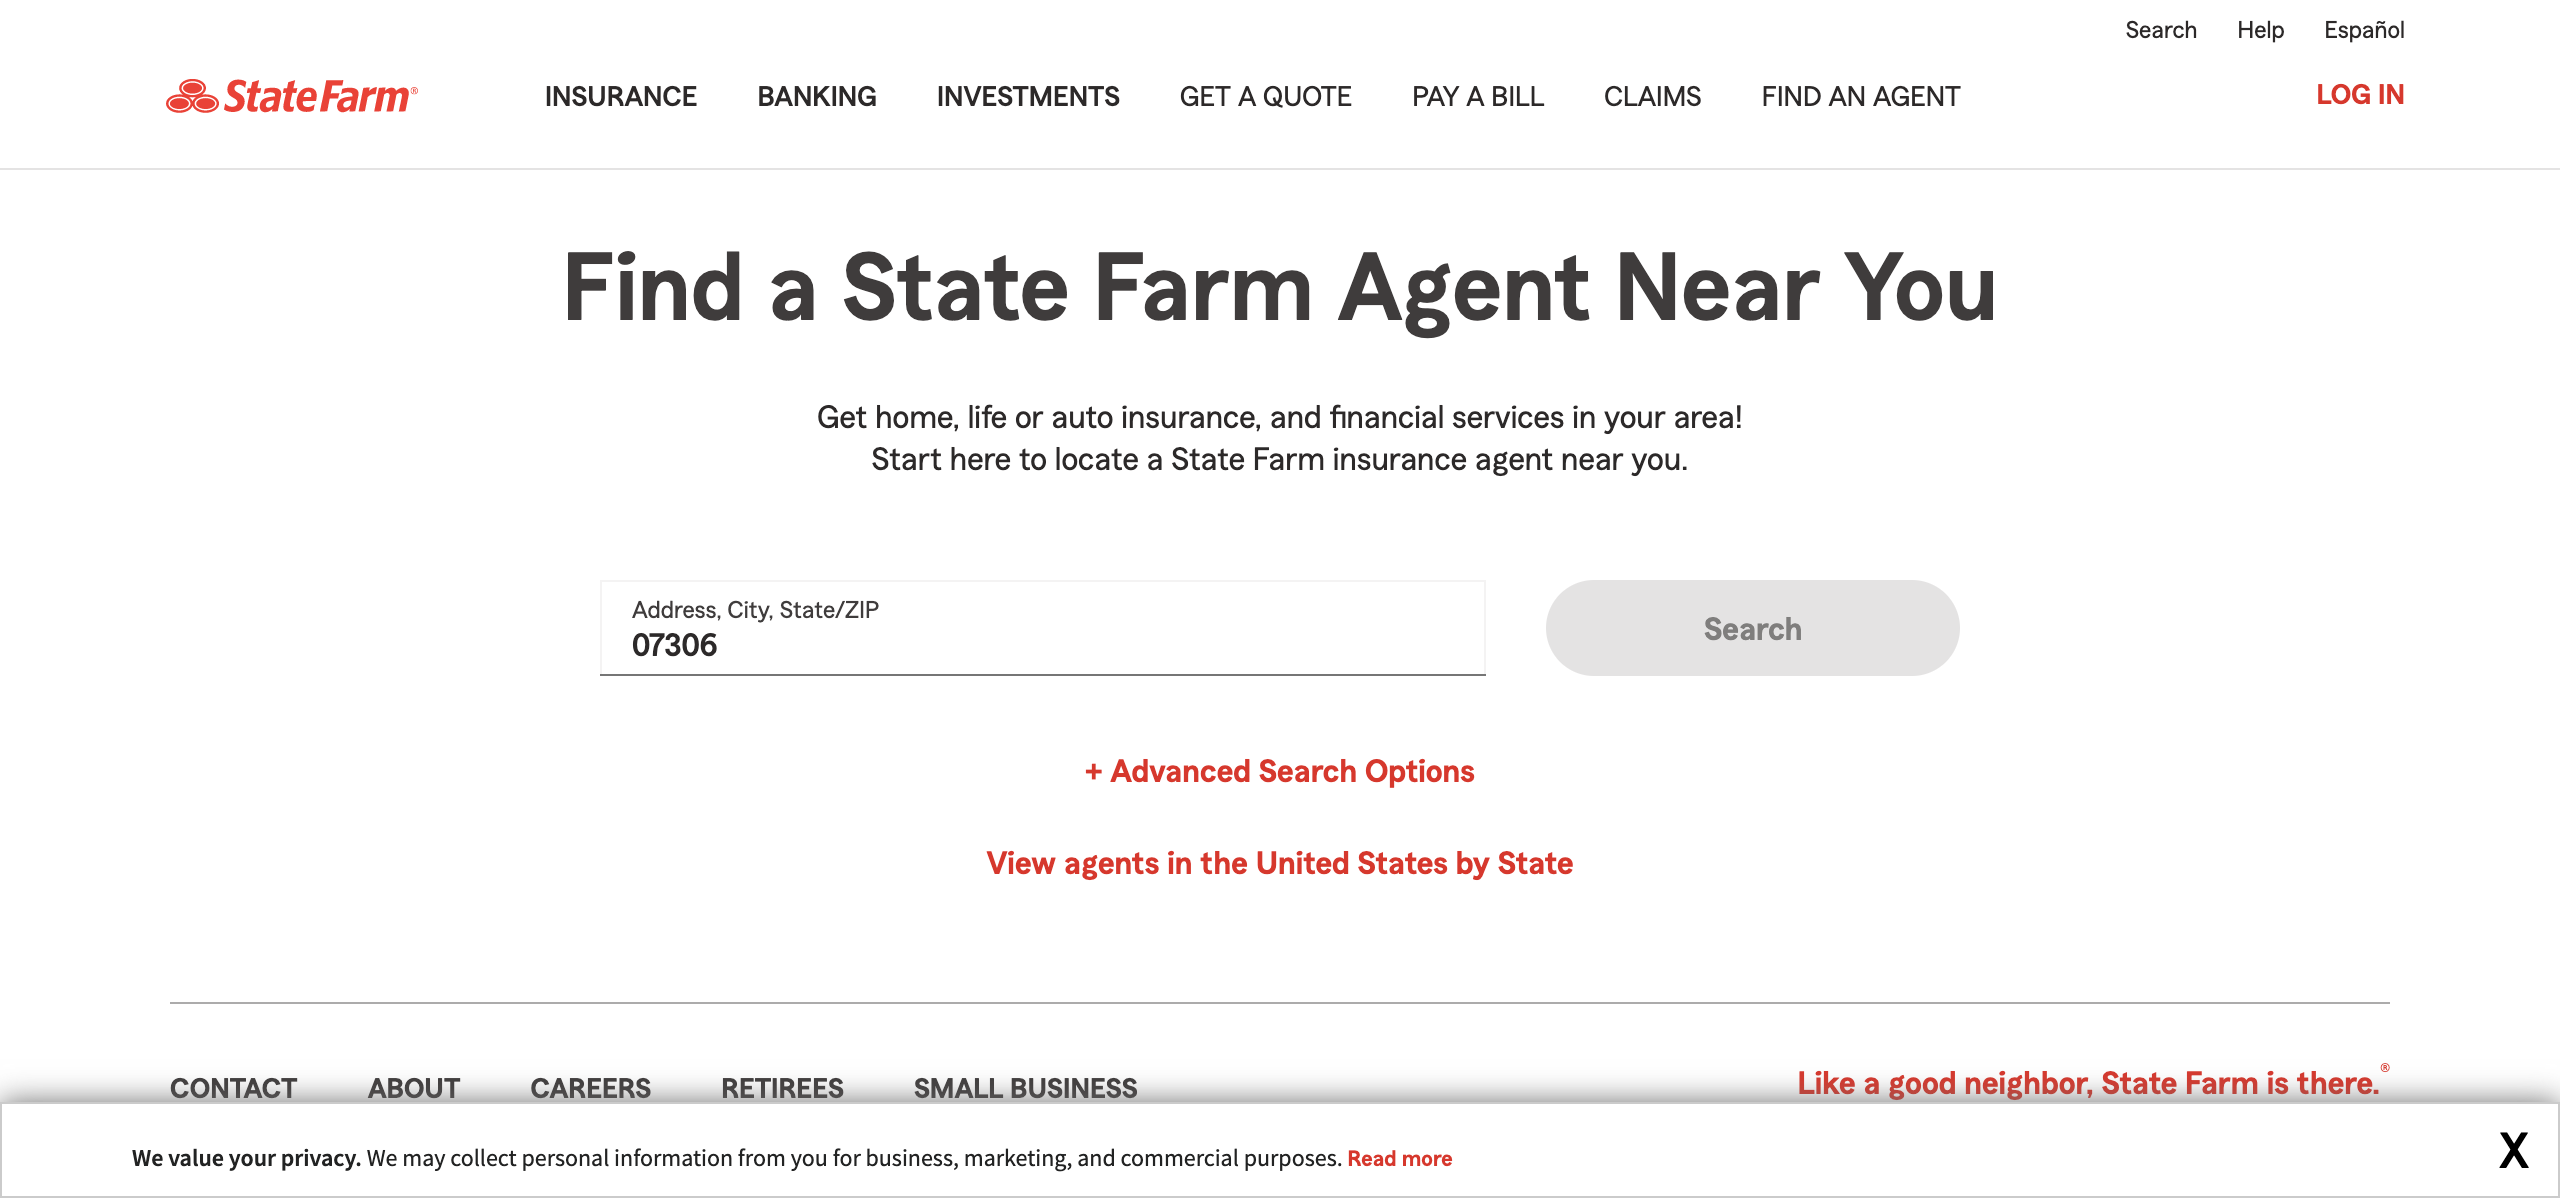 Search Help Español
StateFarm®
INSURANCE BANKING INVESTMENTS GET A QUOTE PAY A BILL CLAIMS FIND AN AGENT LOG IN
Find a State Farm Agent Near You
Get home, life or auto insurance, and financial services in your area!
Start here to locate a State Farm insurance agent near you.
Address, City, State/ZIP
07306
Search
+ Advanced Search Options
View agents in the United States by State
CONTACT ABOUT CAREERS RETIREES SMALL BUSINESS
Like a good neighbor, State Farm is there.®
We value your privacy. We may collect personal information from you for business, marketing, and commercial purposes. Read more
X